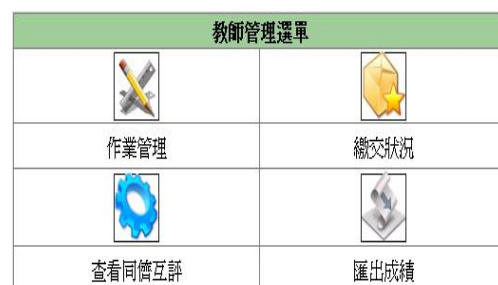 教師管理選單
作業管理
繳交狀況
查看同儕互評
匯出成績